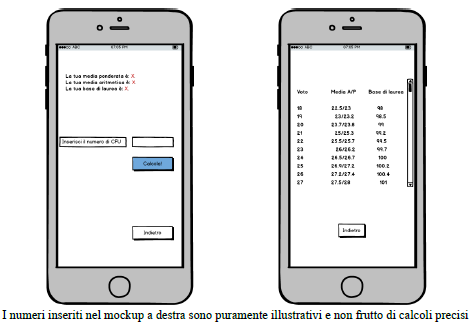 ●●●○○ ABC 07:05 PM
La tua media ponderata è: X
La tua media aritmetica è: X
La tua base di laurea è: X
Inserisci il numero di CFU
Calcola!
Indietro
●●●○○ ABC 07:05 PM
Voto Media A/P Base di laurea
18 22.5/23 98
19 23/23.2 98.5
20 23.7/23.8 99
21 25/25.3 99.2
22 25.5/25.7 99.5
23 26/26.2 99.7
24 26.5/26.7 100
25 26.9/27.2 100.2
26 27.2/27.4 100.4
27 27.5/28 101
Indietro
I numeri inseriti nel mockup a destra sono puramente illustrativi e non frutto di calcoli precisi